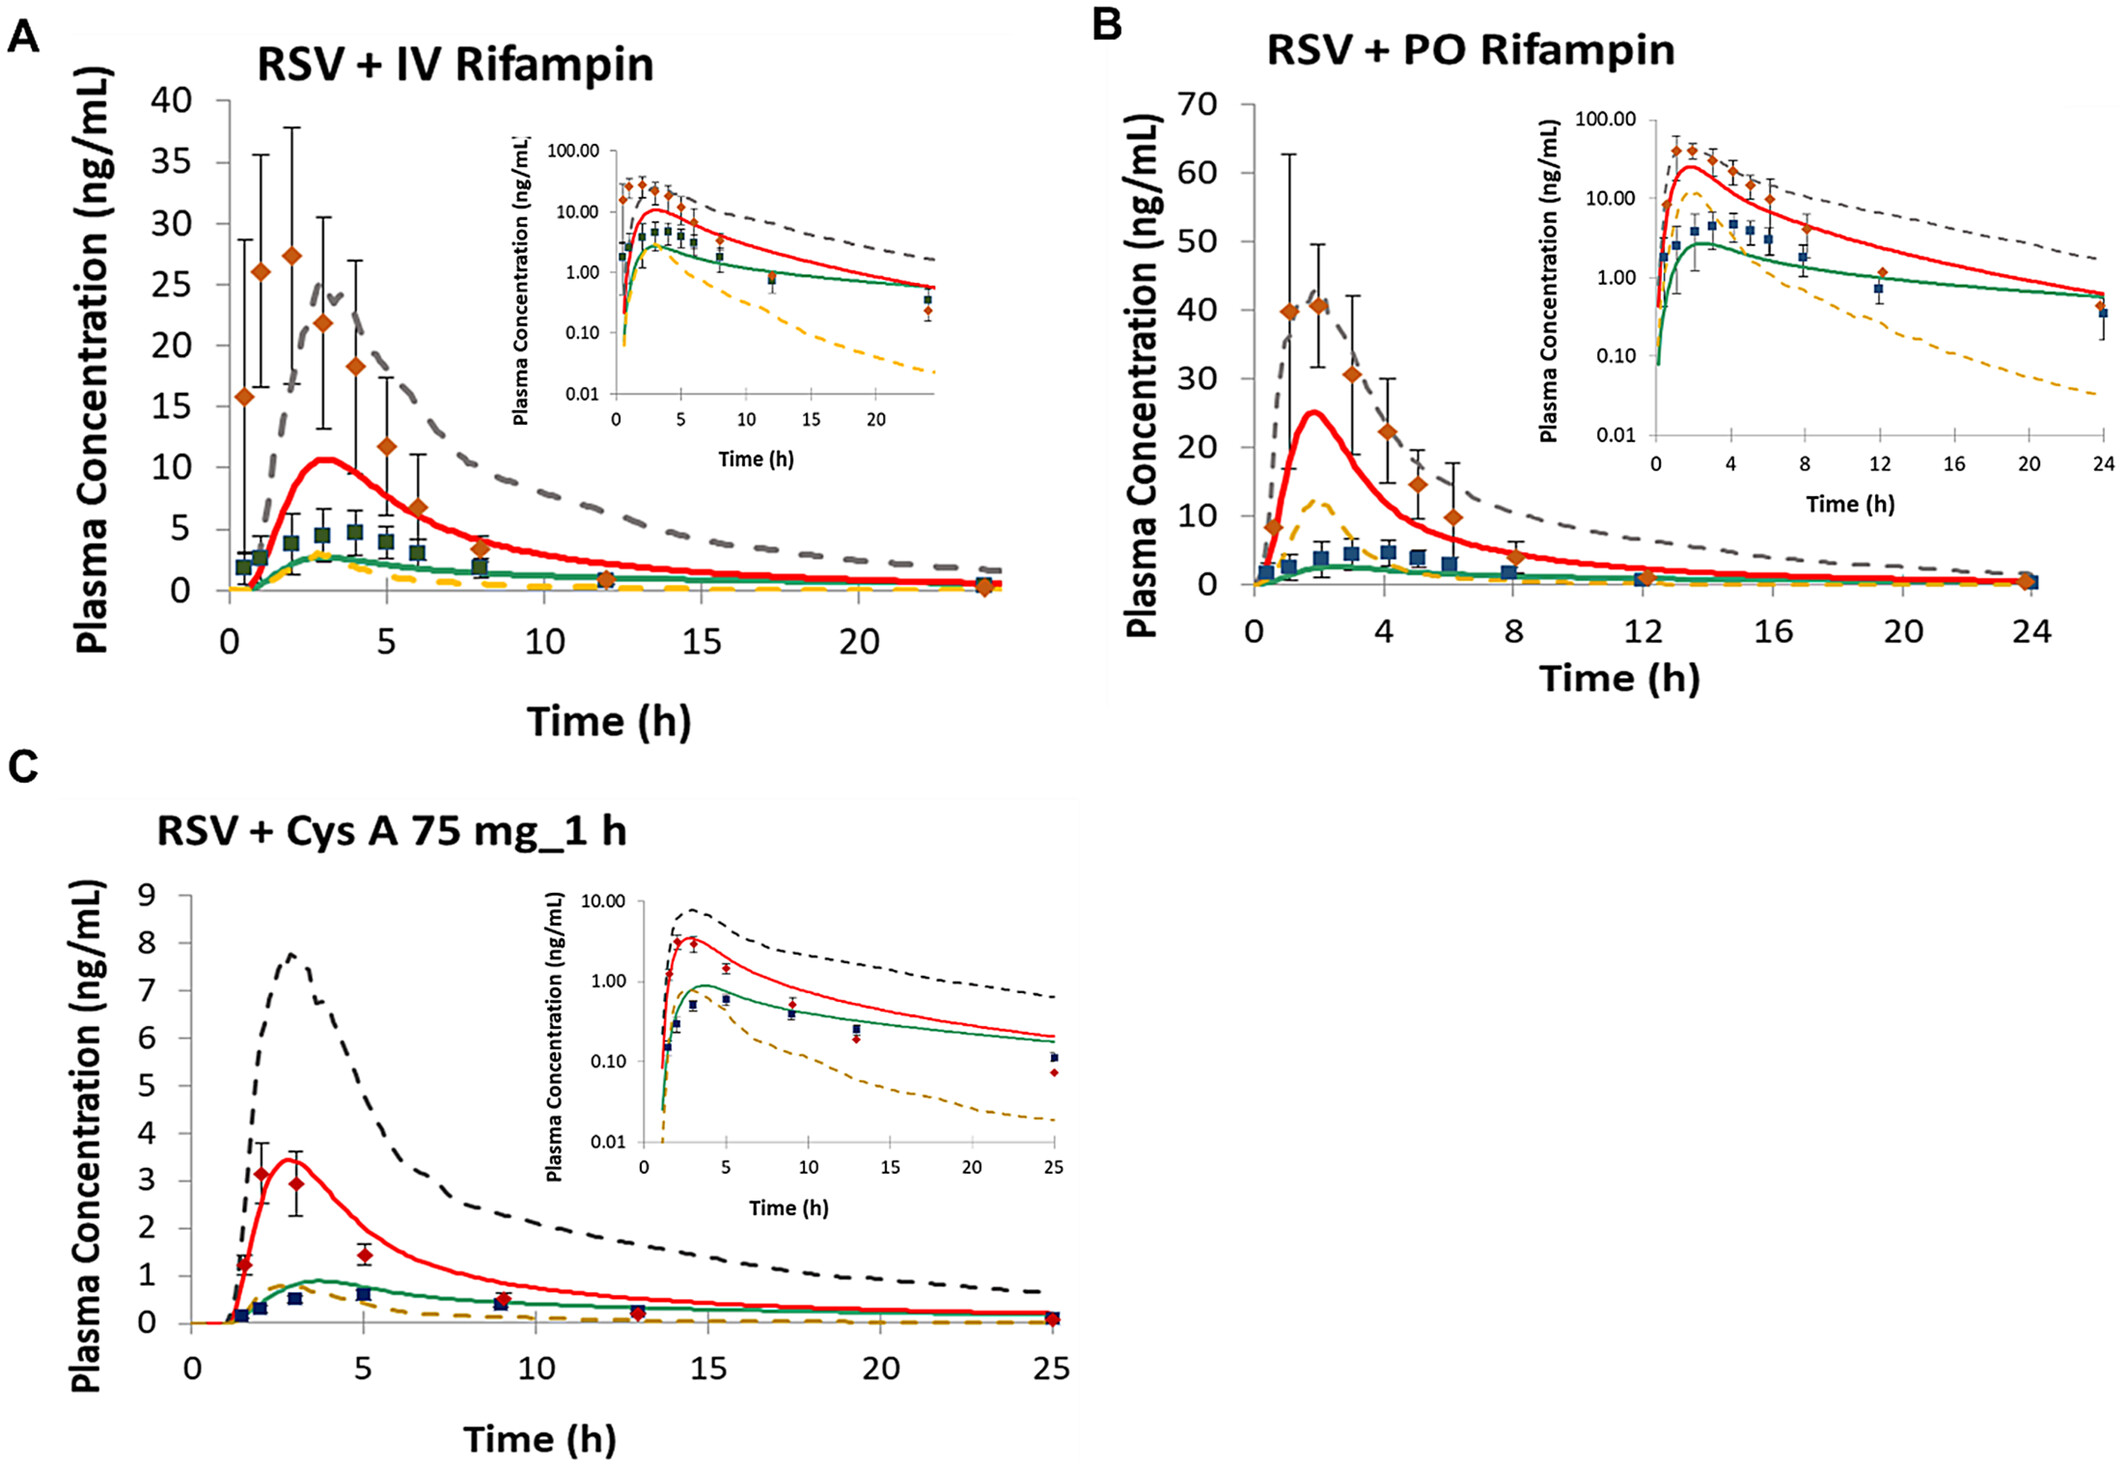 A
RSV + IV Rifampin
Plasma Concentration (ng/mL)
40
35
30
25
20
15
10
5
0
0 5 10 15 20
Time (h)
Plasma Concentration (ng/mL)
100.00
10.00
1.00
0.10
0.01
0 5 10 15 20
Time (h)
B
RSV + PO Rifampin
Plasma Concentration (ng/mL)
70
60
50
40
30
20
10
0
0 4 8 12 16 20 24
Time (h)
Plasma Concentration (ng/mL)
100.00
10.00
1.00
0.10
0.01
0 4 8 12 16 20 24
Time (h)
C
RSV + Cys A 75 mg_1 h
Plasma Concentration (ng/mL)
9
8
7
6
5
4
3
2
1
0
0 5 10 15 20 25
Time (h)
Plasma Concentration (ng/mL)
10.00
1.00
0.10
0.01
0 5 10 15 20 25
Time (h)